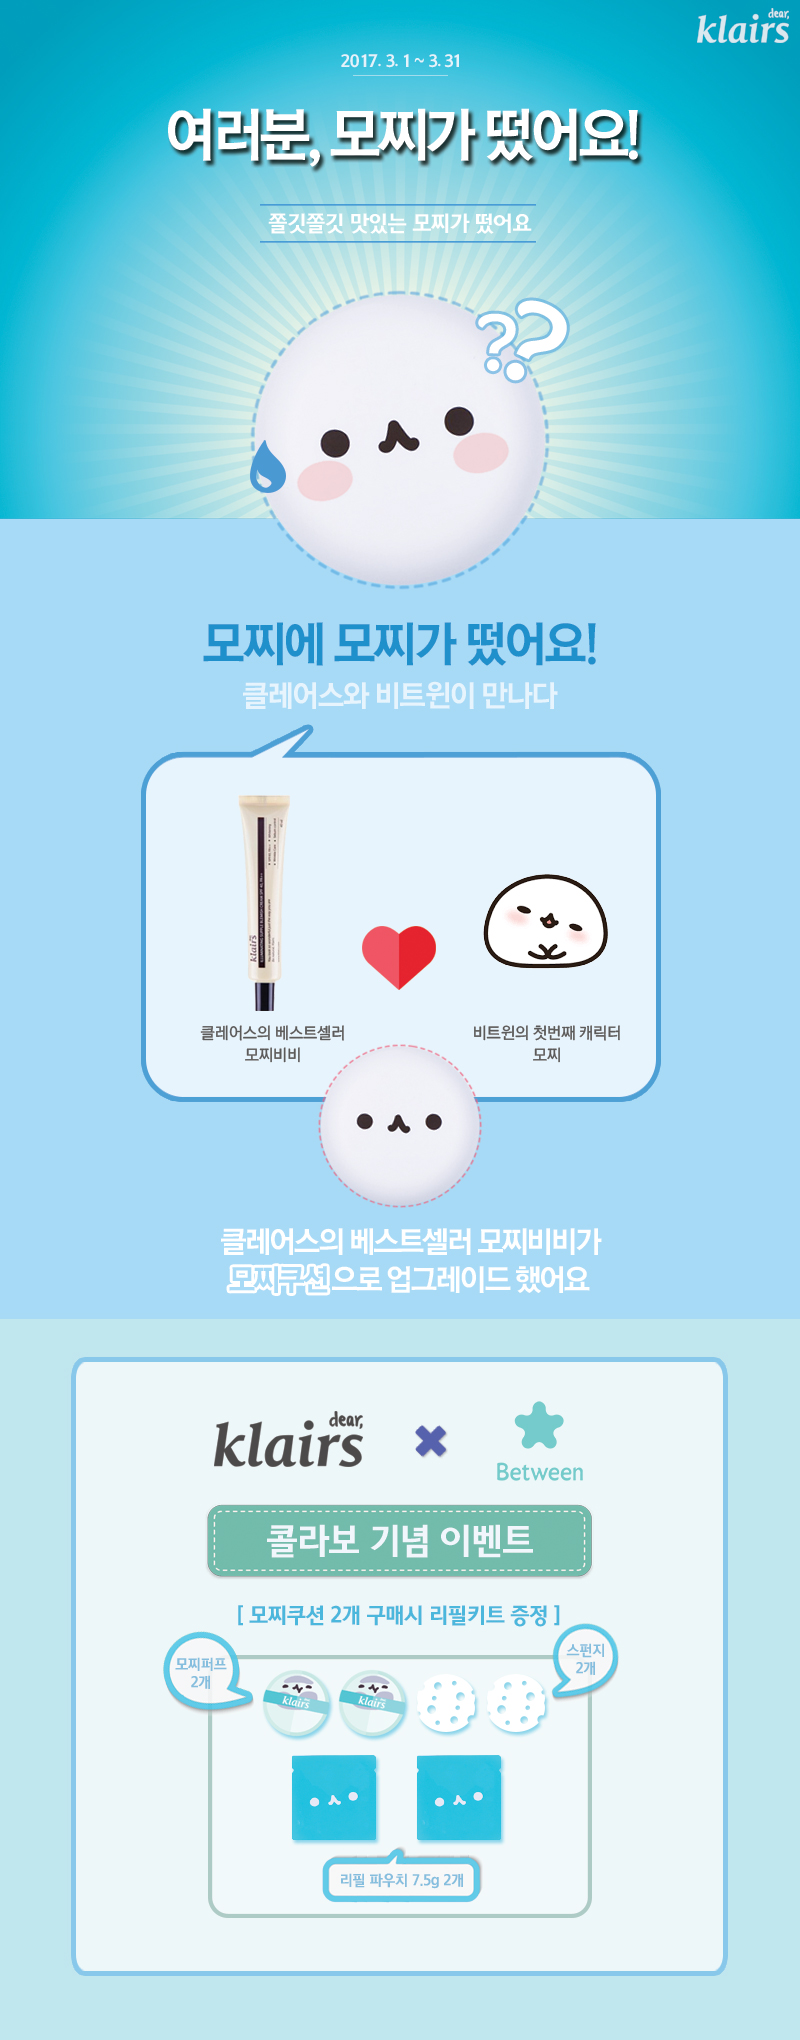 dear,
klairs
2017. 3. 1 ~ 3. 31
여러분, 모찌가 떴어요!
쫄깃쫄깃 맛있는 모찌가 떴어요
??
모찌에 모찌가 떴어요!
클레어스와 비트윈이 만나다
klairs
클레어스의 베스트셀러
모찌비비
비트윈의 첫번째 캐릭터
모찌
클레어스의 베스트셀러 모찌비비가
모찌쿠션으로 업그레이드 했어요
dear,
klairs
Between
콜라보 기념 이벤트
[ 모찌쿠션 2개 구매시 리필키트 증정 ]
모찌퍼프
2개
스펀지
2개
klairs
klairs
리필 파우치 7.5g 2개